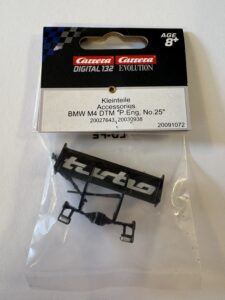 AGE
8+
Carrera Carrera
DIGITAL 132 EVOLUTION
Kleinteile
Accessories
BMW M4 DTM "P.Eng, No.25"
20027643, 20030938
20091072
turbo